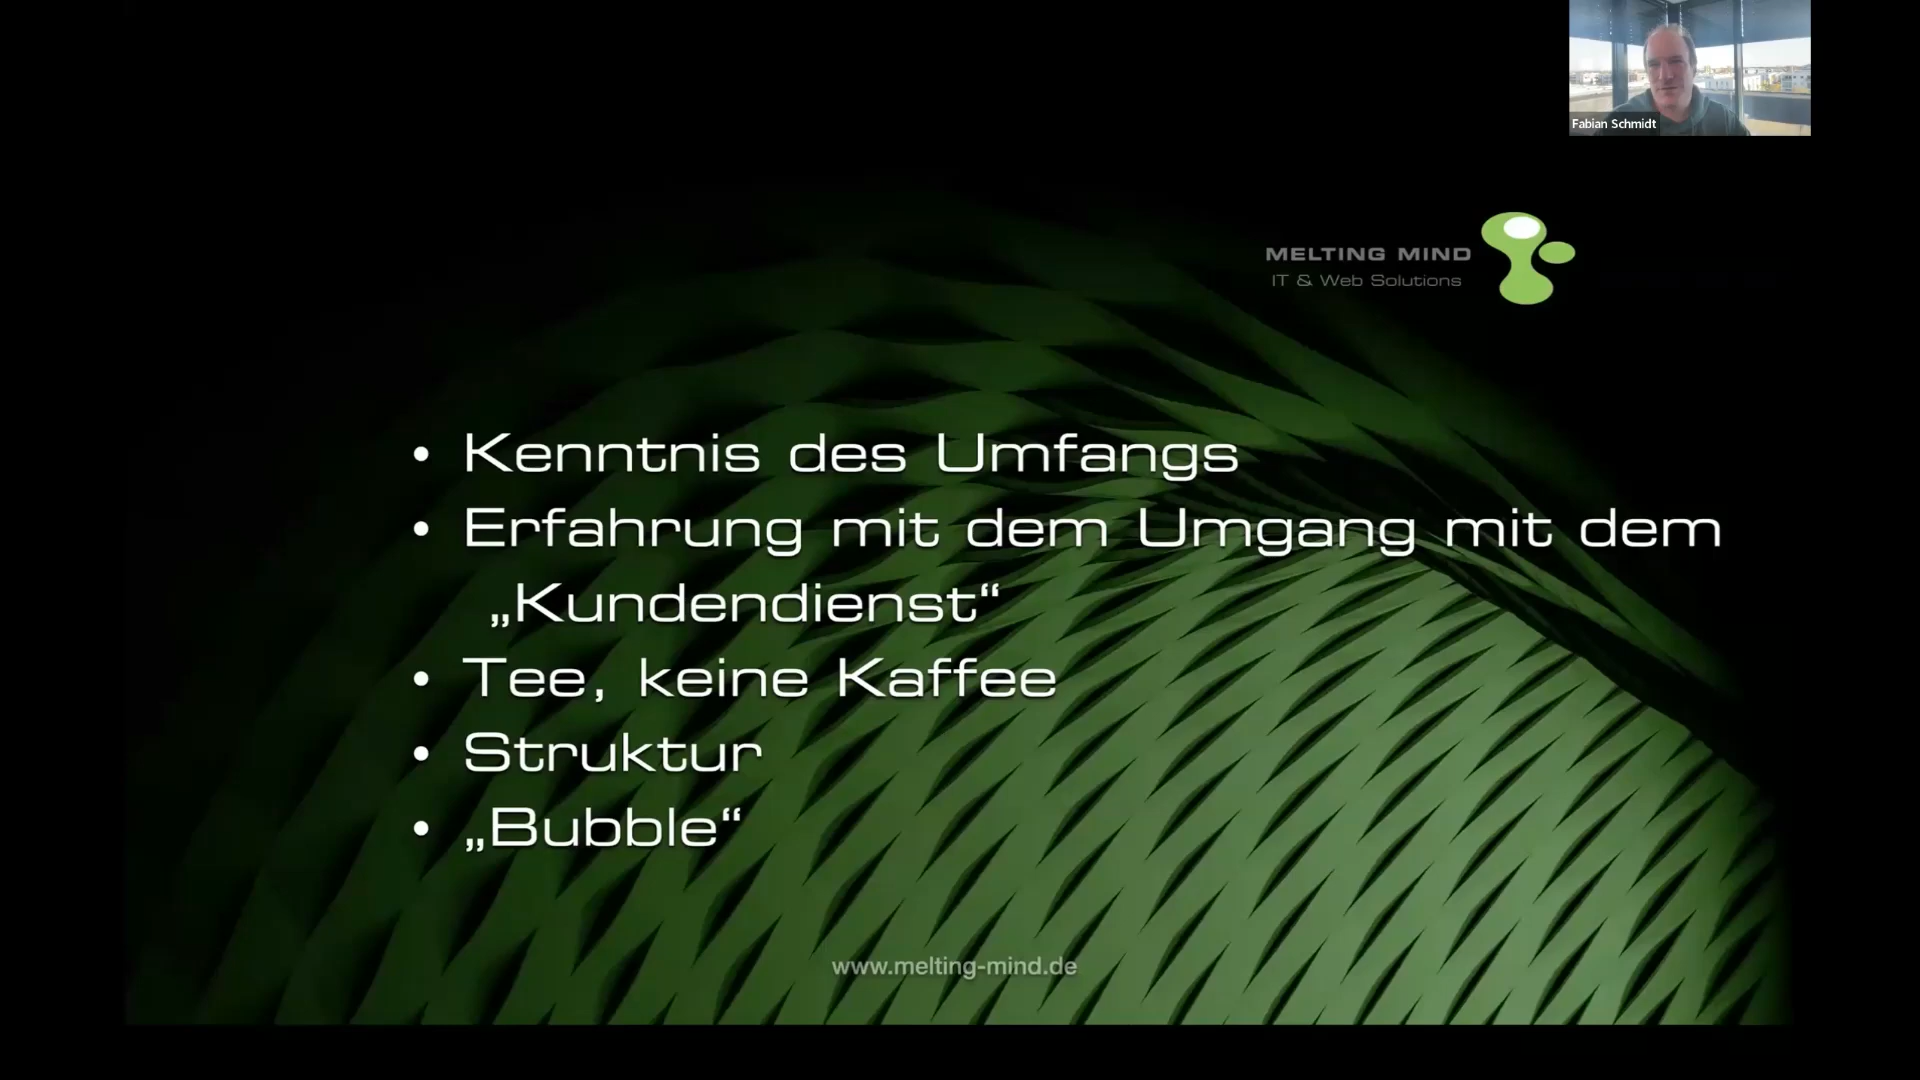 Fabian Schmidt
MELTING MIND
IT & Web Solutions
• Kenntnis des Umfangs
• Erfahrung mit dem Umgang mit dem
„Kundendienst“
• Tee, keine Kaffee
• Struktur
• „Bubble“
www.melting-mind.de